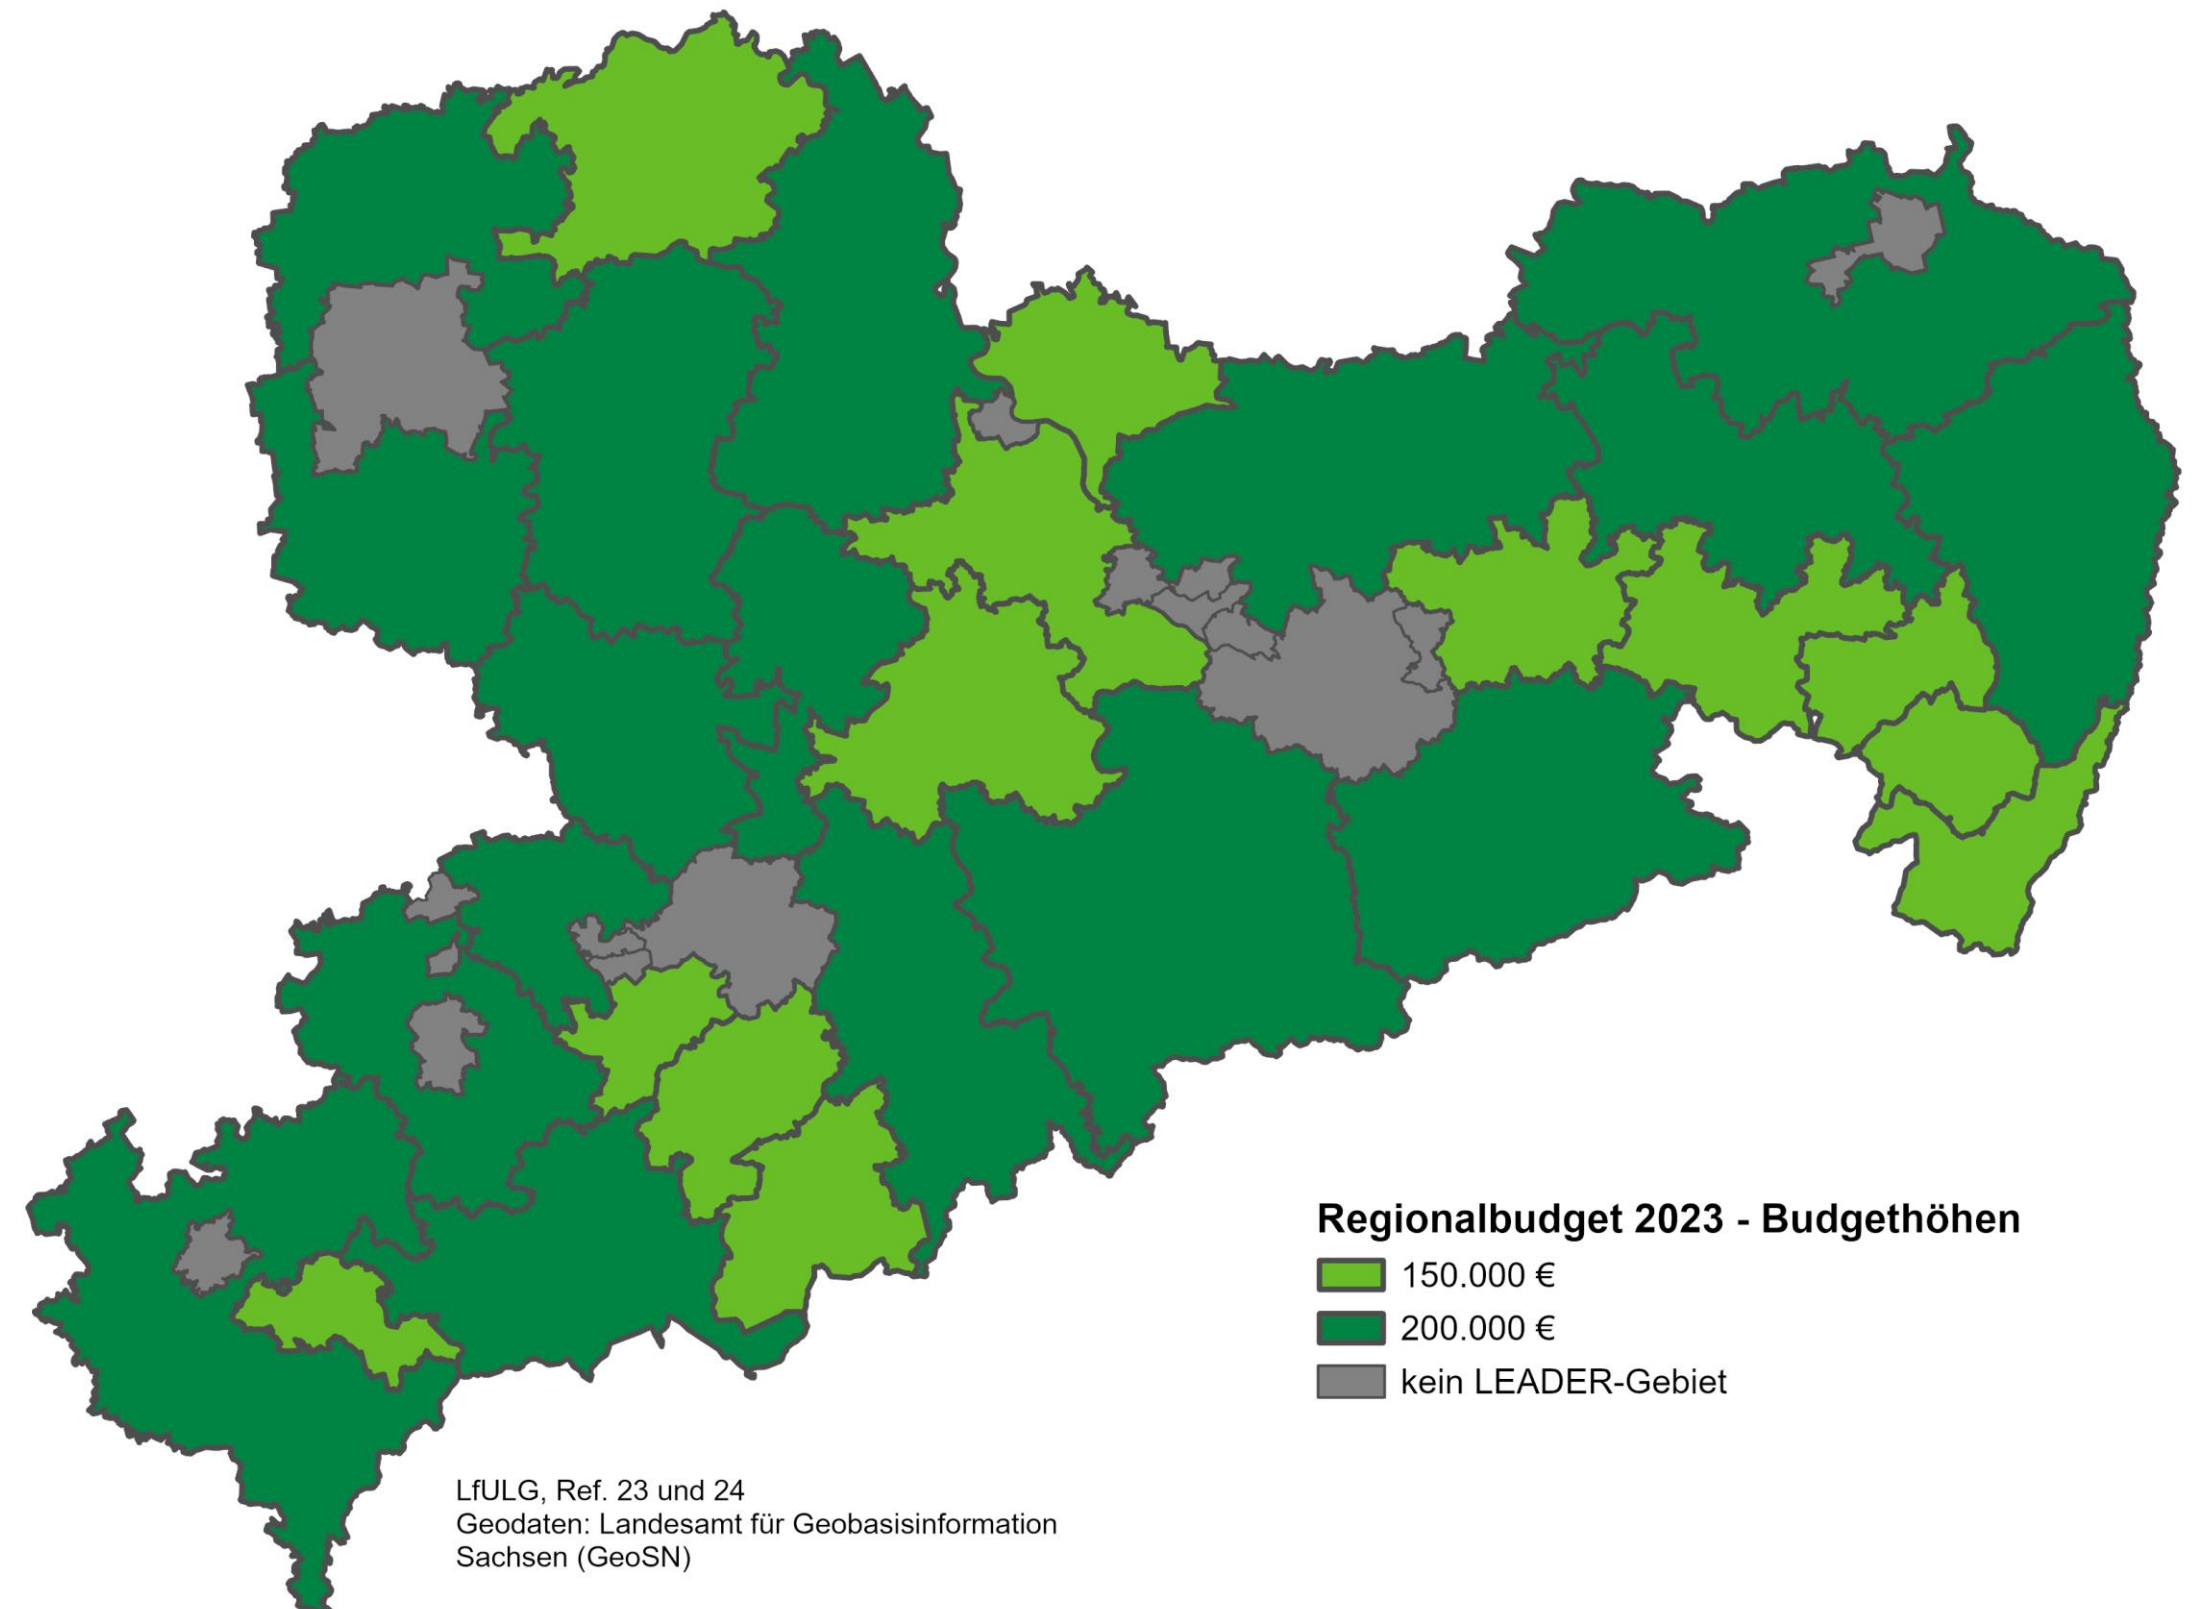 Regionalbudget 2023 - Budgethöhen
150.000 €
200.000 €
kein LEADER-Gebiet
LfULG, Ref. 23 und 24
Geodaten: Landesamt für Geobasisinformation
Sachsen (GeoSN)